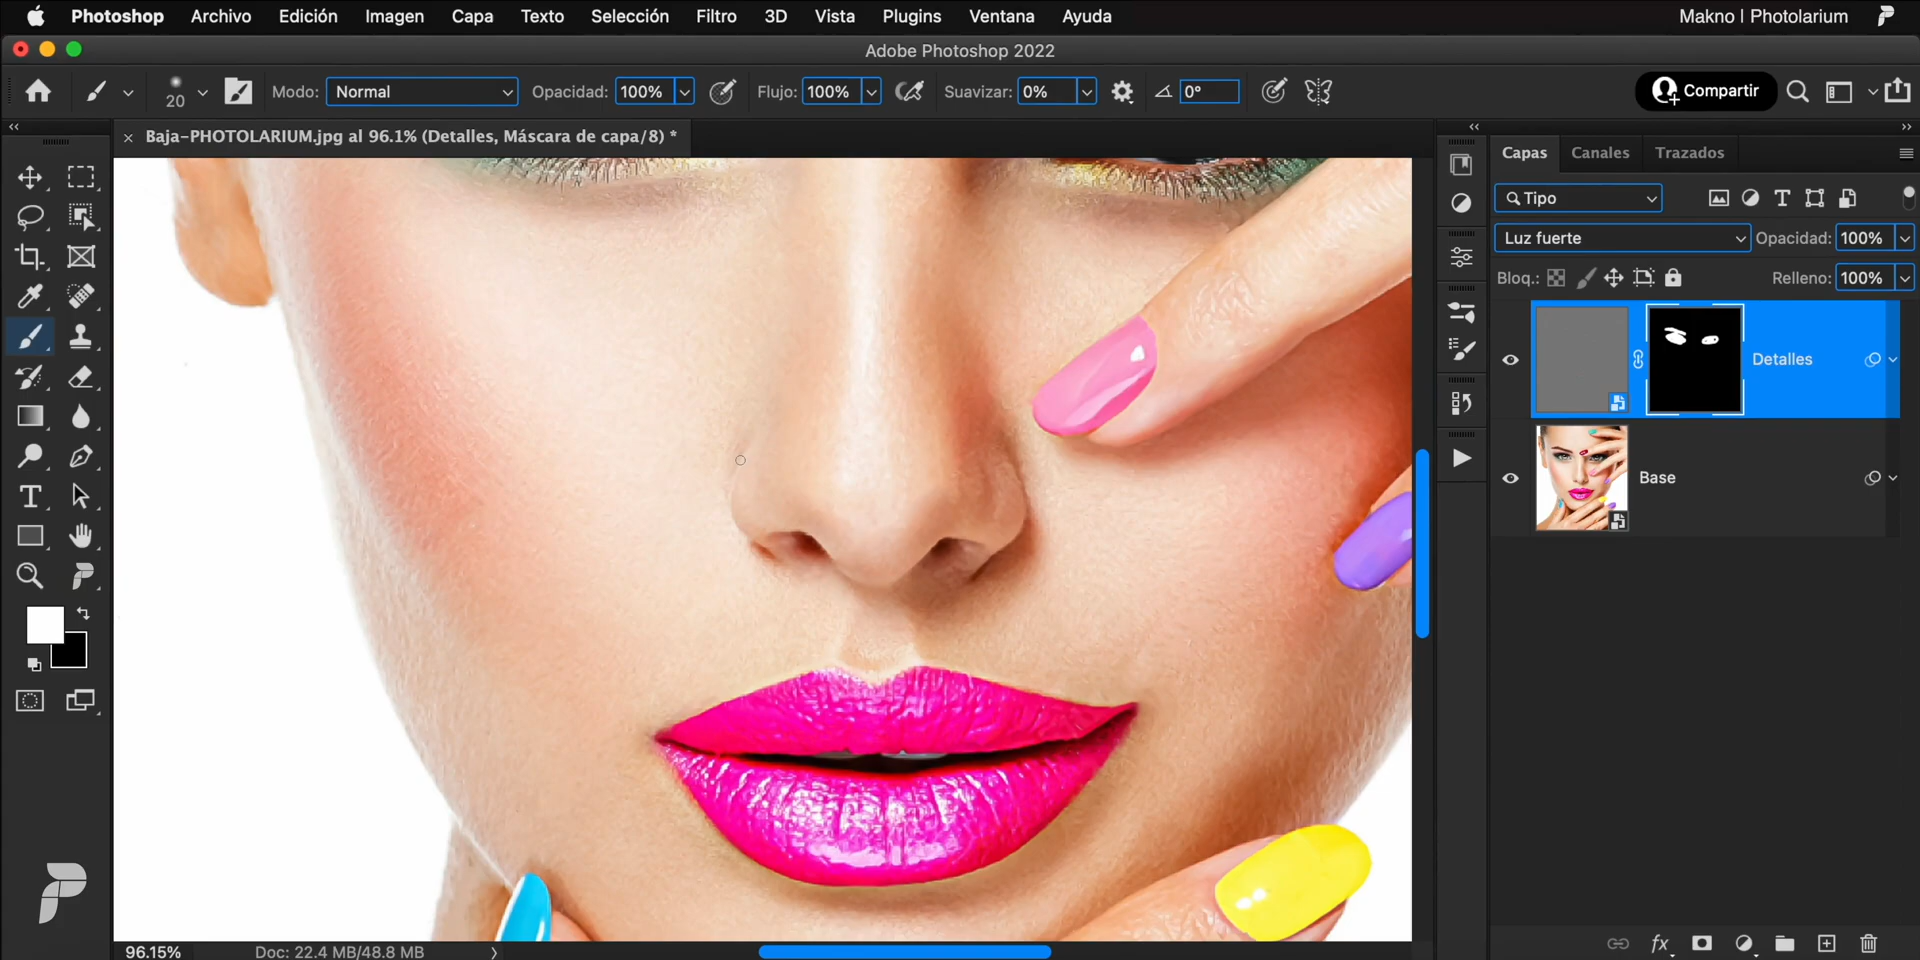 Photoshop Archivo Edición Imagen Capa Texto Selección Filtro 3D Vista Plugins Ventana Ayuda Makno | Photolarium
Adobe Photoshop 2022
20 Modo: Normal Opacidad: 100% Flujo: 100% Suavizar: 0% 0° Compartir
Baja-PHOTOLARIUM.jpg al 96.1% (Detalles, Máscara de capa/8) *
Capas Canales Trazados
Tipo
Luz fuerte Opacidad: 100%
Bloq.: Relleno: 100%
Detalles
Base
fx
96.15% Doc: 22.4 MB/48.8 MB